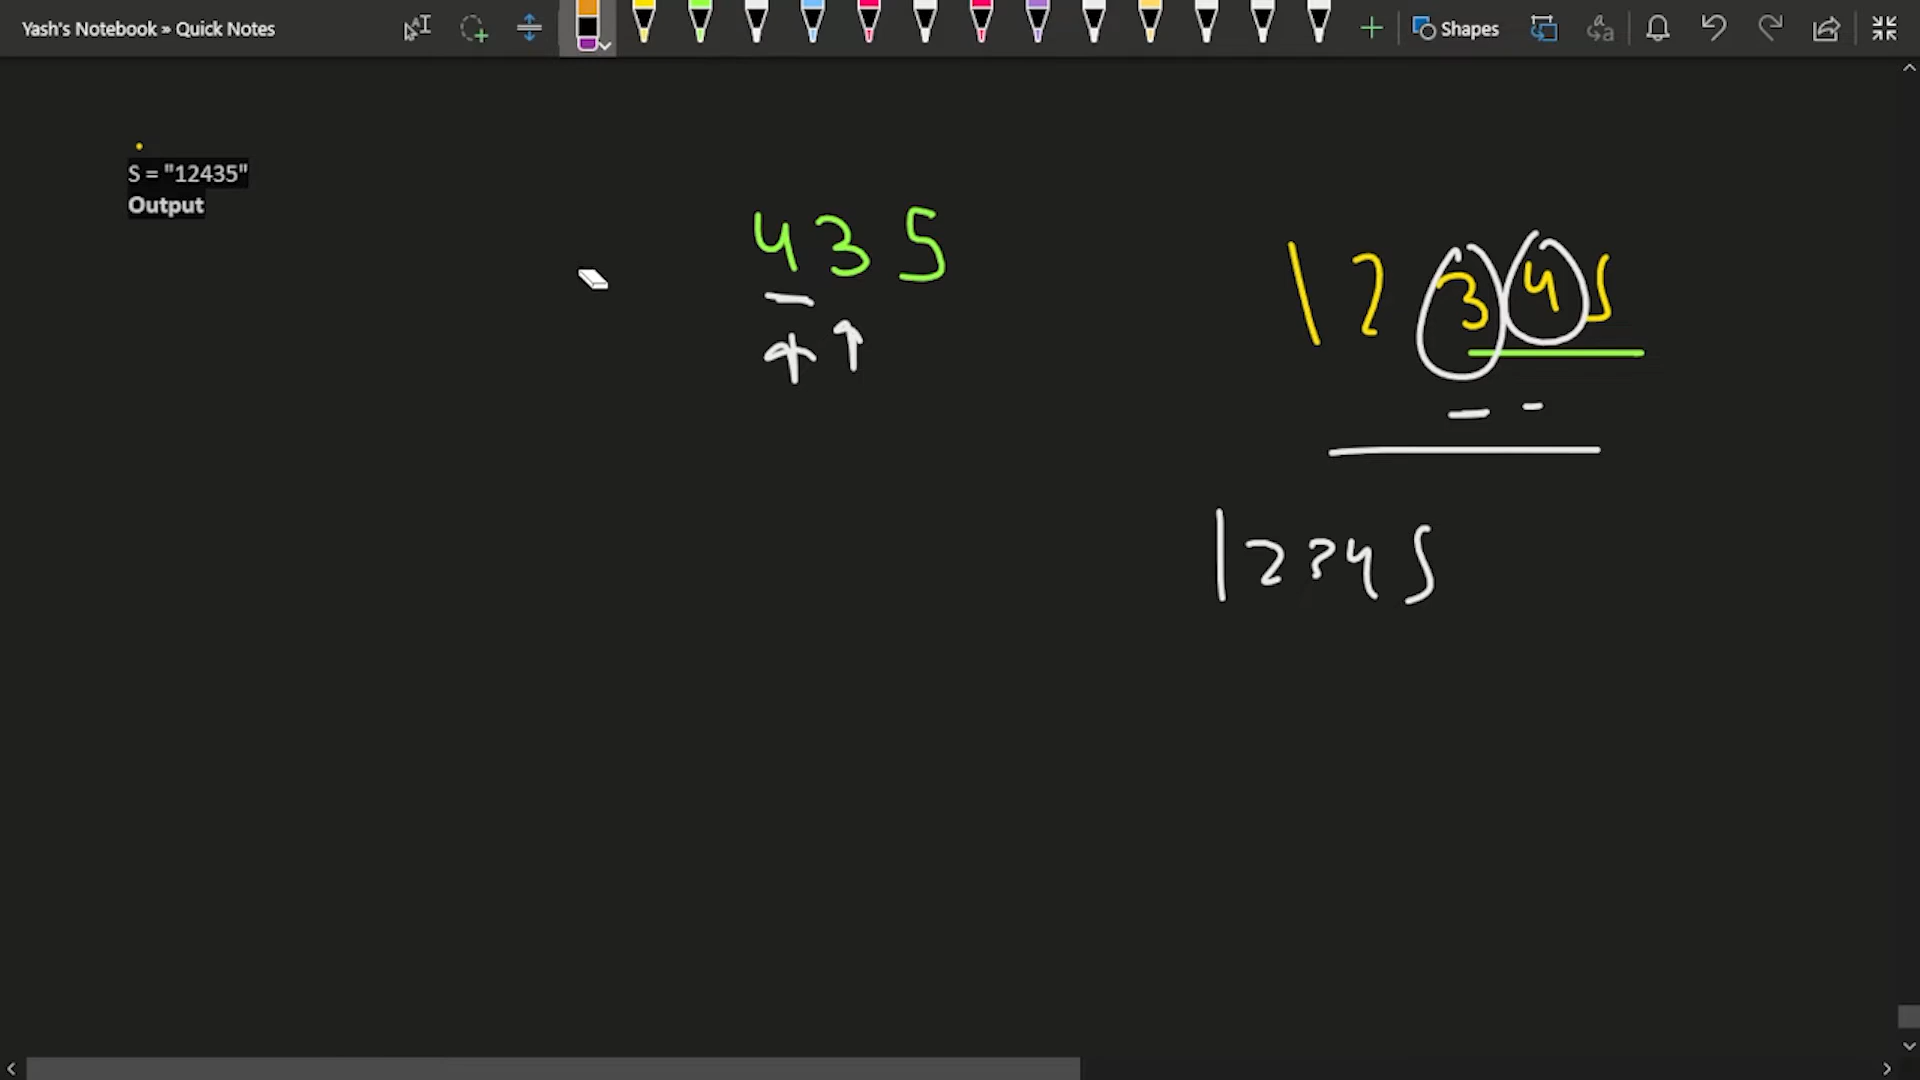 Yash's Notebook » Quick Notes
Shapes
S = "12435"
Output
4 3 5
1 2 3 4 5
1 2 3 4 5